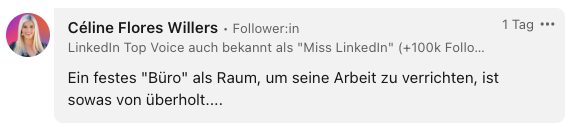 Céline Flores Willers • Follower:in
1 Tag •••
LinkedIn Top Voice auch bekannt als "Miss LinkedIn" (+100k Follo...
Ein festes "Büro" als Raum, um seine Arbeit zu verrichten, ist
sowas von überholt....